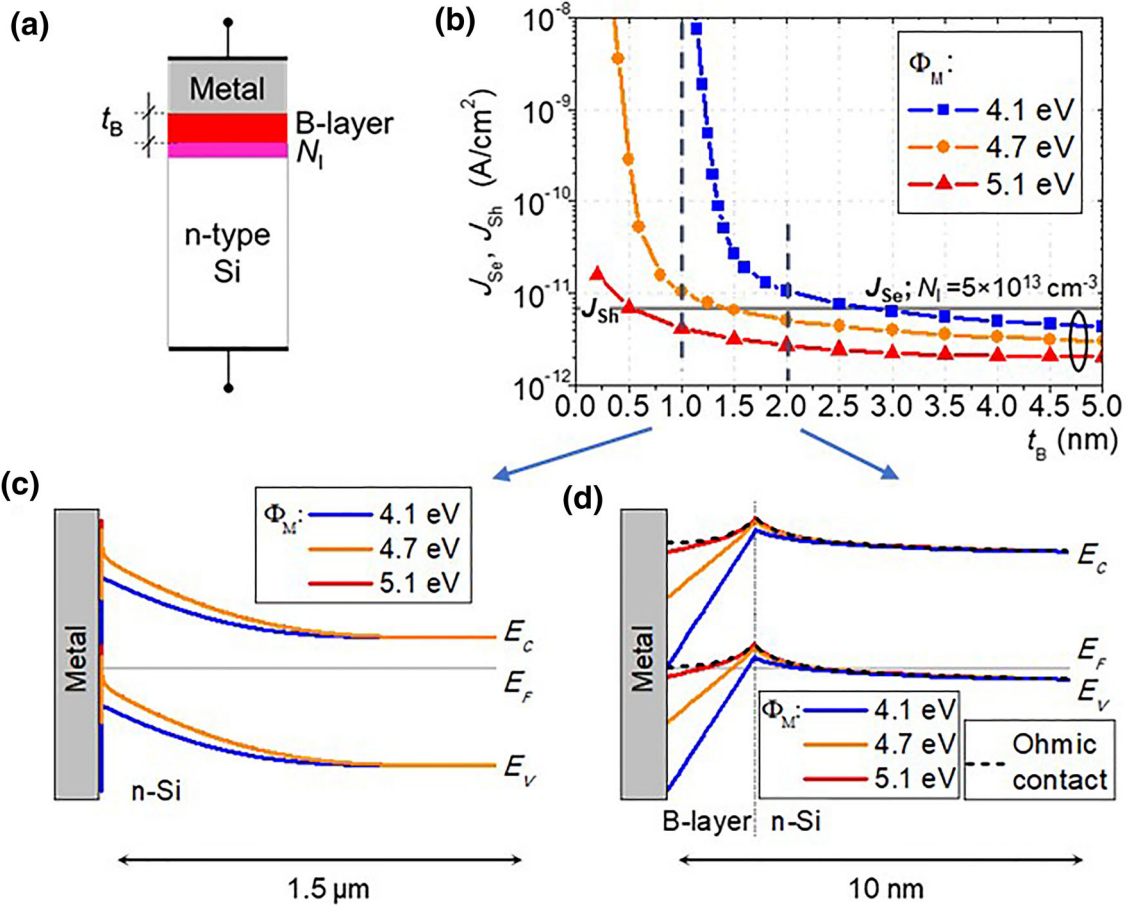 (a)
Metal
t_B
B-layer
N_I
n-type
Si
(b)
J_Se, J_Sh (A/cm²)
10⁻⁸
10⁻⁹
10⁻¹⁰
10⁻¹¹
10⁻¹²
Φ_M:
4.1 eV
4.7 eV
5.1 eV
J_Se; N_I =5×10¹³ cm⁻³
J_Sh
0.0 0.5 1.0 1.5 2.0 2.5 3.0 3.5 4.0 4.5 5.0
t_B (nm)
(c)
Φ_M: 4.1 eV
4.7 eV
5.1 eV
Metal
E_C
E_F
E_V
n-Si
1.5 µm
(d)
Metal
E_C
E_F
E_V
Φ_M: 4.1 eV
4.7 eV
5.1 eV
Ohmic
contact
B-layer n-Si
10 nm